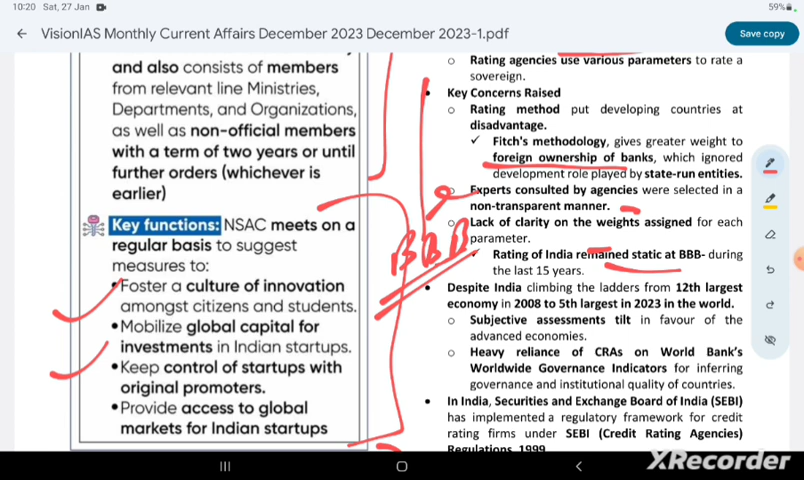 10:20 Sat, 27 Jan
59%
VisionIAS Monthly Current Affairs December 2023 December 2023-1.pdf
Save copy
and also consists of members
from relevant line Ministries,
Departments, and Organizations,
as well as non-official members
with a term of two years or until
further orders (whichever is
earlier)
Key functions: NSAC meets on a
regular basis to suggest
measures to:
•Foster a culture of innovation
amongst citizens and students.
•Mobilize global capital for
investments in Indian startups.
•Keep control of startups with
original promoters.
•Provide access to global
markets for Indian startups
o Rating agencies use various parameters to rate a
sovereign.
• Key Concerns Raised
o Rating method put developing countries at
disadvantage.
✓ Fitch's methodology, gives greater weight to
foreign ownership of banks, which ignored
development role played by state-run entities.
o Experts consulted by agencies were selected in a
non-transparent manner.
o Lack of clarity on the weights assigned for each
parameter.
✓ Rating of India remained static at BBB- during
the last 15 years.
• Despite India climbing the ladders from 12th largest
economy in 2008 to 5th largest in 2023 in the world.
o Subjective assessments tilt in favour of the
advanced economies.
o Heavy reliance of CRAs on World Bank's
Worldwide Governance Indicators for inferring
governance and institutional quality of countries.
• In India, Securities and Exchange Board of India (SEBI)
has implemented a regulatory framework for credit
rating firms under SEBI (Credit Rating Agencies)
Regulations, 1999
BBB
XRecorder